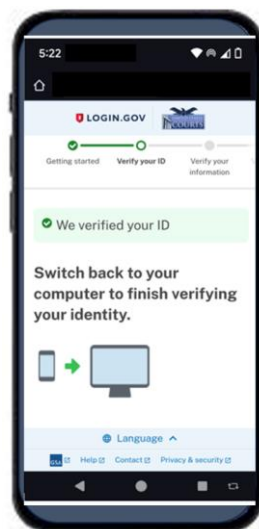 5:22
LOGIN.GOV
Getting started
Verify your ID
Verify your
information
We verified your ID
Switch back to your
computer to finish verifying
your identity.
Language
GSA Help Contact Privacy & security